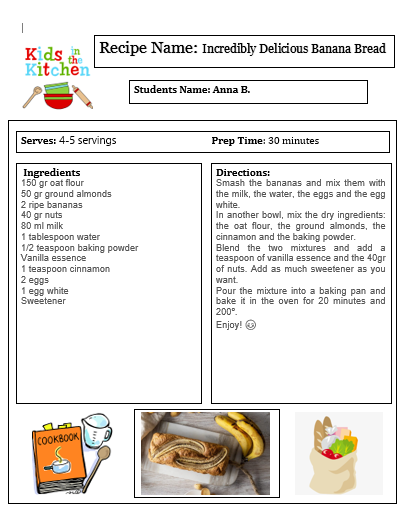 Kids in the Kitchen
Recipe Name: Incredibly Delicious Banana Bread
Students Name: Anna B.
Serves: 4-5 servings
Prep Time: 30 minutes
Ingredients
150 gr oat flour
50 gr ground almonds
2 ripe bananas
40 gr nuts
80 ml milk
1 tablespoon water
1/2 teaspoon baking powder
Vanilla essence
1 teaspoon cinnamon
2 eggs
1 egg white
Sweetener
Directions:
Smash the bananas and mix them with
the milk, the water, the eggs and the egg
white.
In another bowl, mix the dry ingredients:
the oat flour, the ground almonds, the
cinnamon and the baking powder.
Blend the two mixtures and add a
teaspoon of vanilla essence and the 40gr
of nuts. Add as much sweetener as you
want.
Pour the mixture into a baking pan and
bake it in the oven for 20 minutes and
200º.
Enjoy! ☺
COOKBOOK